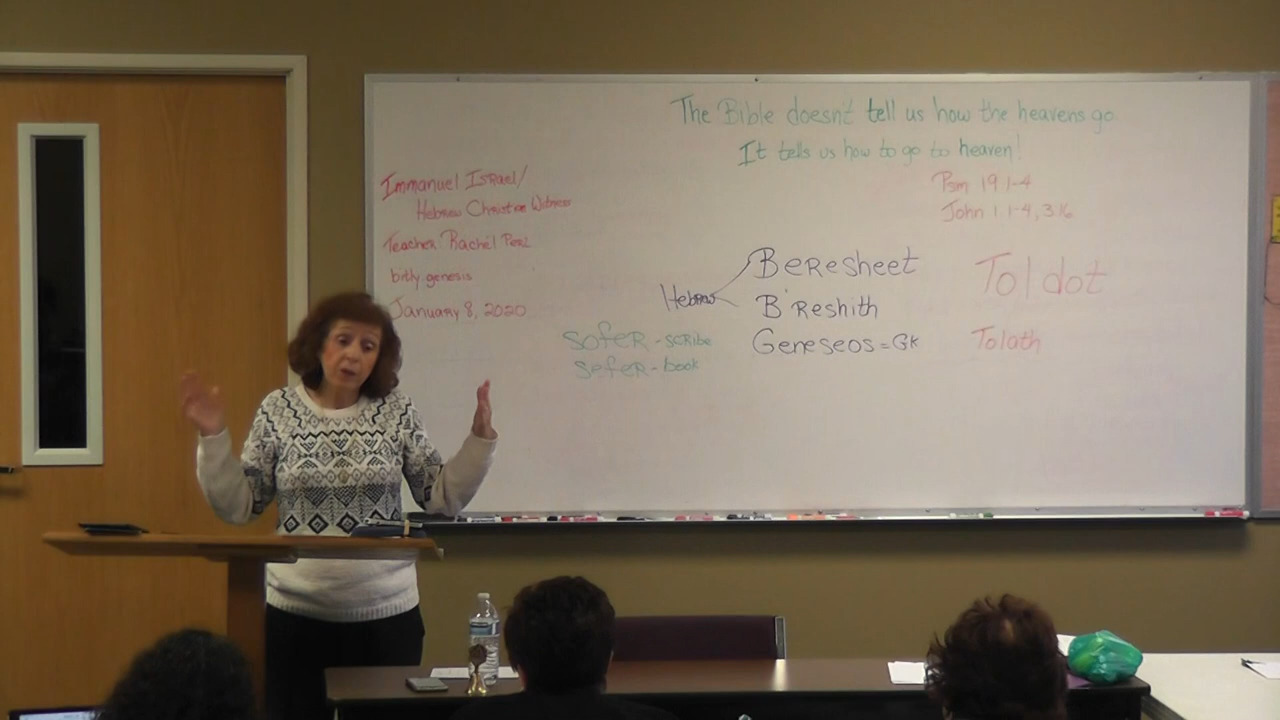 The Bible doesn't tell us how the heavens go
It tells us how to go to heaven!
Psm 19 1-4
John 1 1-4, 3 16
Immanuel Israel/
Hebrew Christian Witness
Teacher Rachel Perl
bitly genesis
January 8, 2020
Hebrew
Beresheet
B'Reshith
Geneseos = GK
Sofer - scribe
Sefer - book
Toldot
Tolath